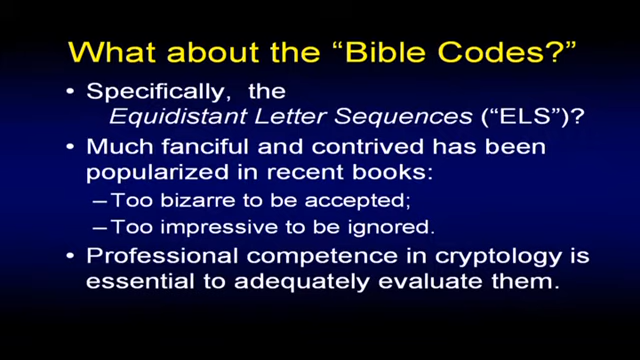 What about the “Bible Codes?”
• Specifically, the
Equidistant Letter Sequences (“ELS”)?
• Much fanciful and contrived has been
popularized in recent books:
–Too bizarre to be accepted;
–Too impressive to be ignored.
• Professional competence in cryptology is
essential to adequately evaluate them.